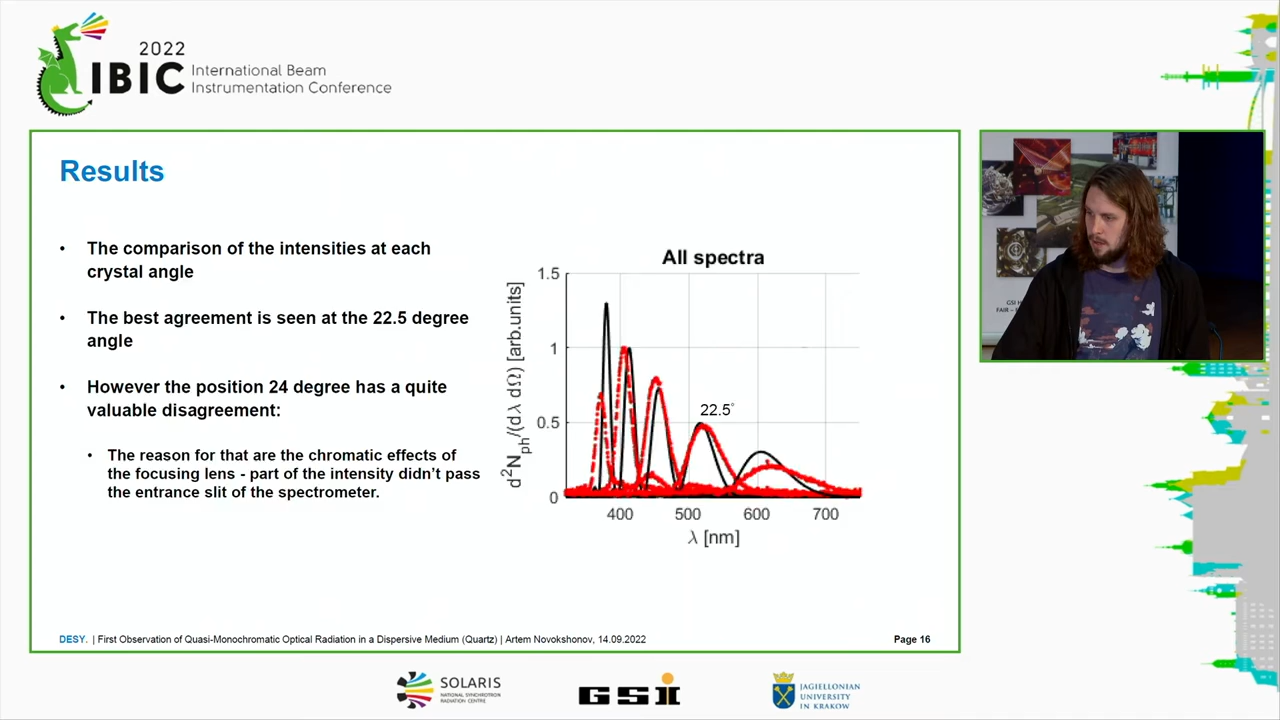 2022
IBIC
International Beam
Instrumentation Conference
Results
• The comparison of the intensities at each
crystal angle
• The best agreement is seen at the 22.5 degree
angle
• However the position 24 degree has a quite
valuable disagreement:
• The reason for that are the chromatic effects of
the focusing lens - part of the intensity didn't pass
the entrance slit of the spectrometer.
All spectra
d²Nph/(dλ dΩ) [arb.units]
1.5
1
0.5
0
22.5°
400 500 600 700
λ [nm]
DESY. | First Observation of Quasi-Monochromatic Optical Radiation in a Dispersive Medium (Quartz) | Artem Novokshonov, 14.09.2022
Page 16
SOLARIS
NATIONAL SYNCHROTRON
RADIATION CENTRE
GSI
JAGIELLONIAN
UNIVERSITY
IN KRAKOW